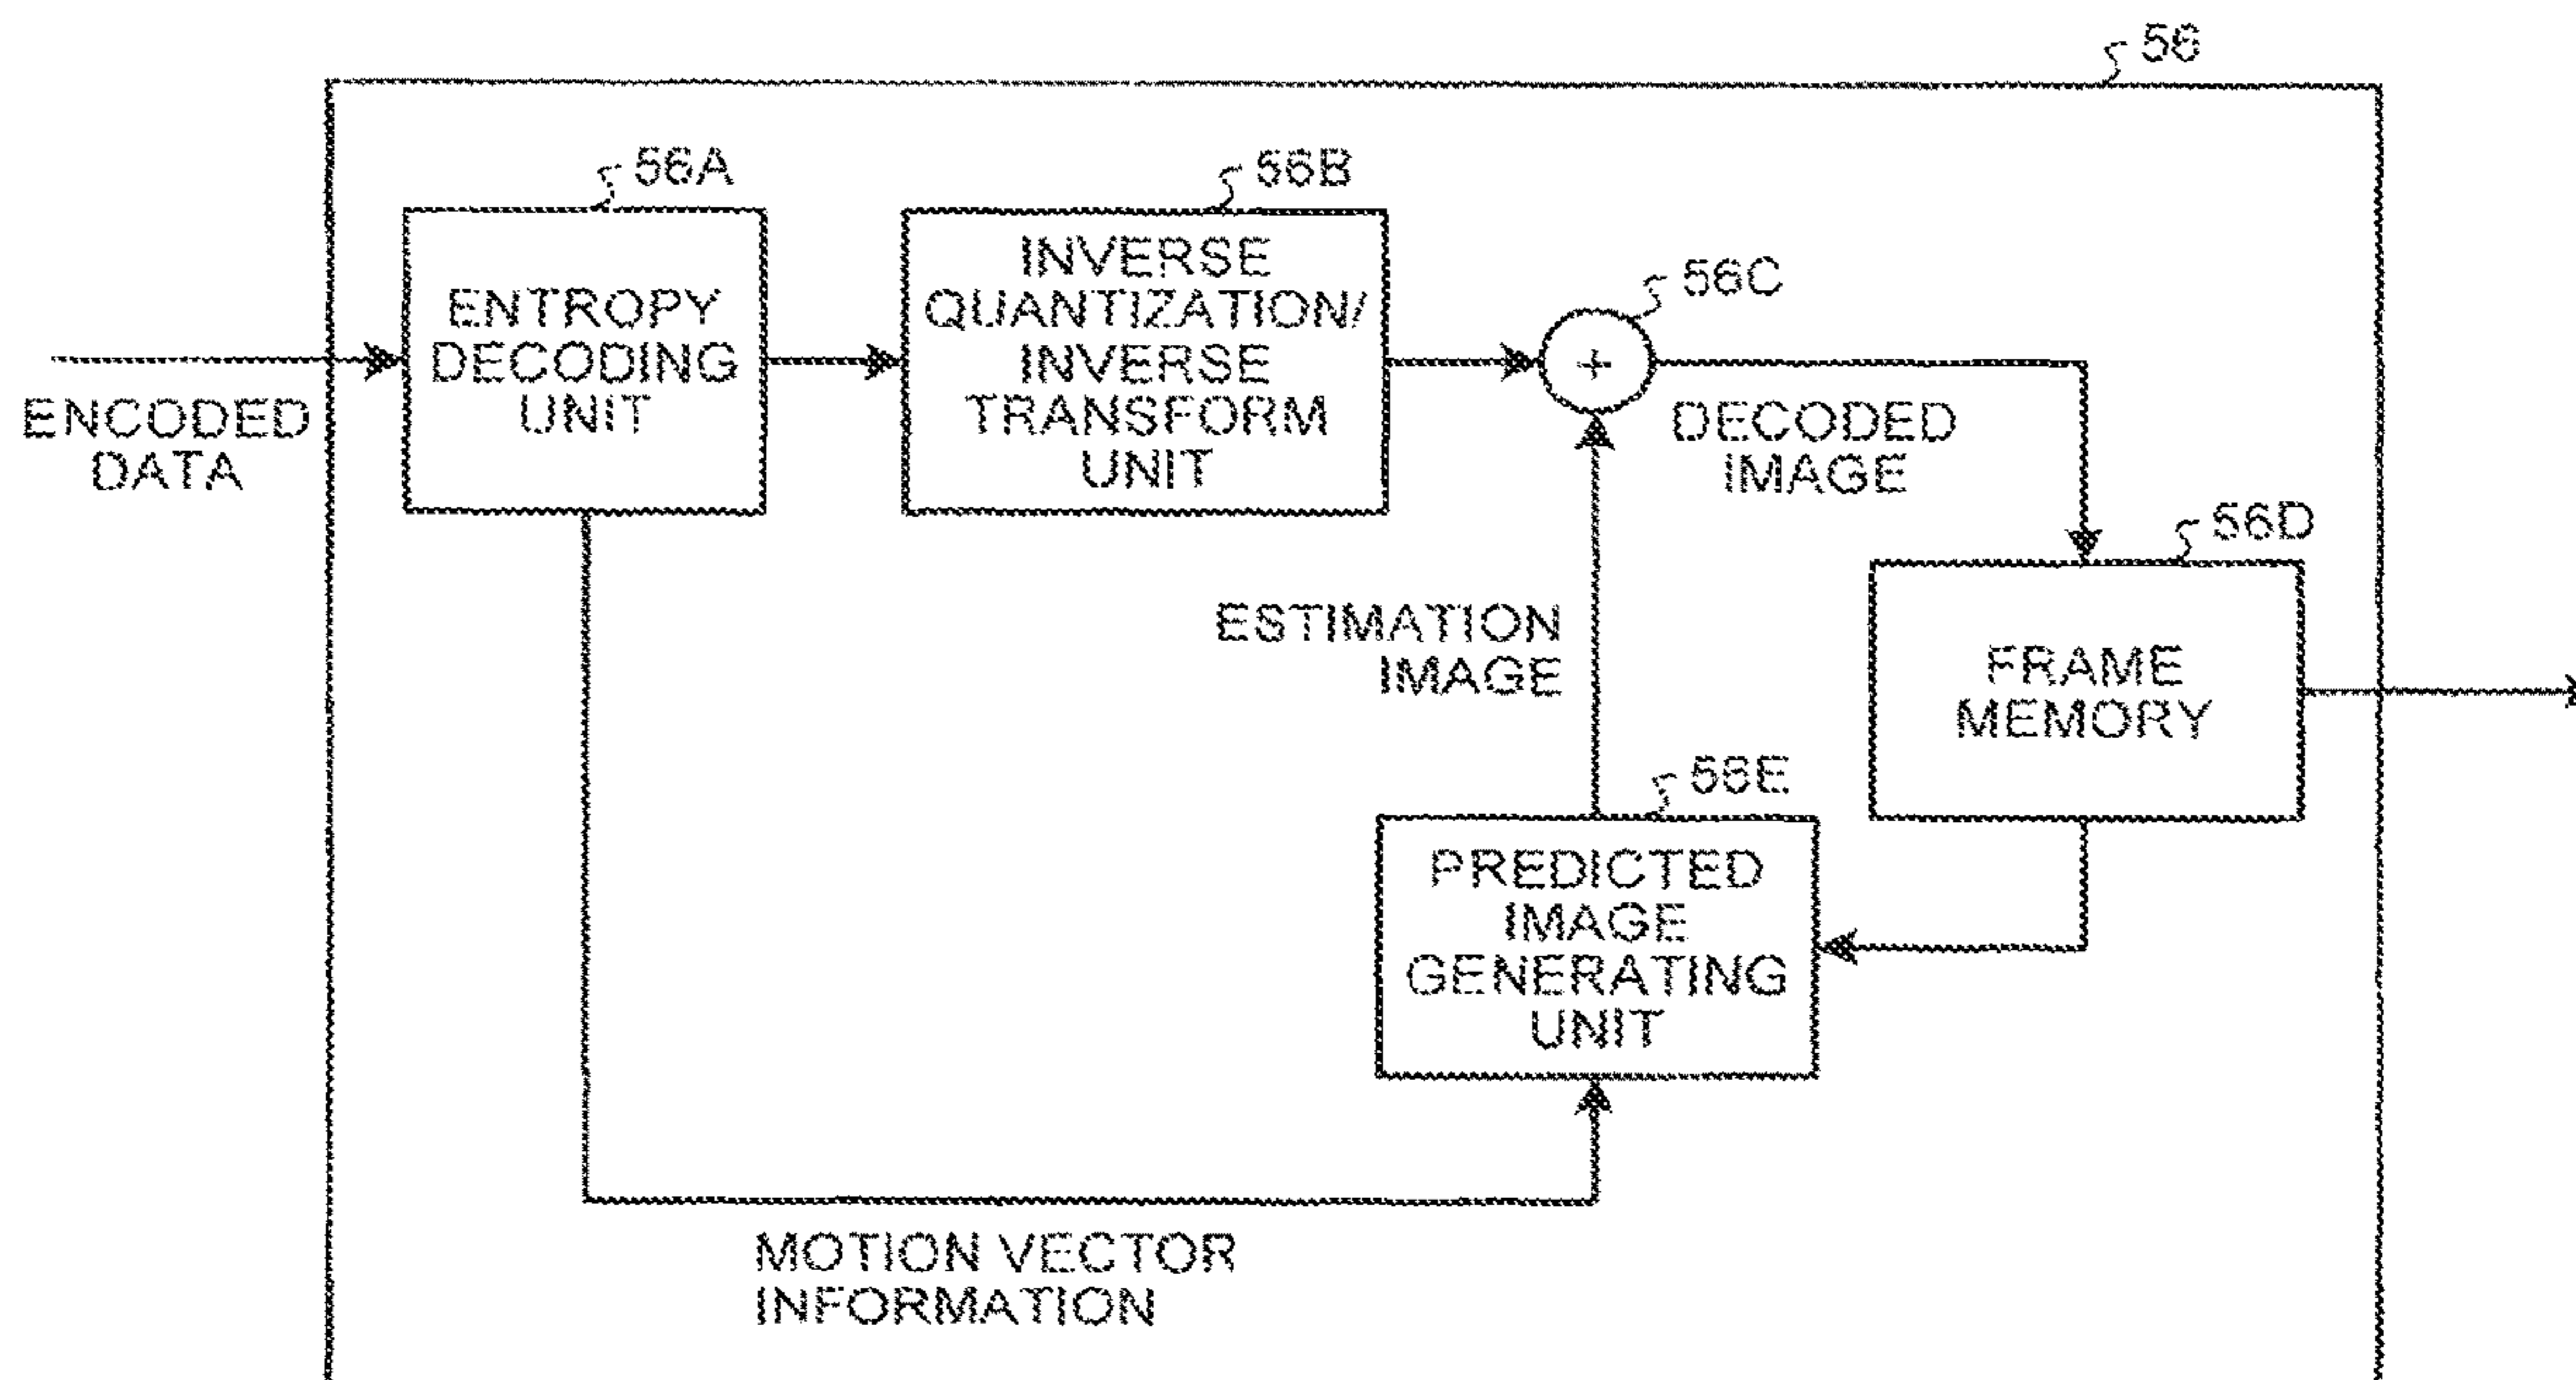 56
56A
56B
ENTROPY
DECODING
UNIT
INVERSE
QUANTIZATION/
INVERSE
TRANSFORM
UNIT
56C
+
ENCODED
DATA
DECODED
IMAGE
56D
ESTIMATION
IMAGE
FRAME
MEMORY
56E
PREDICTED
IMAGE
GENERATING
UNIT
MOTION VECTOR
INFORMATION